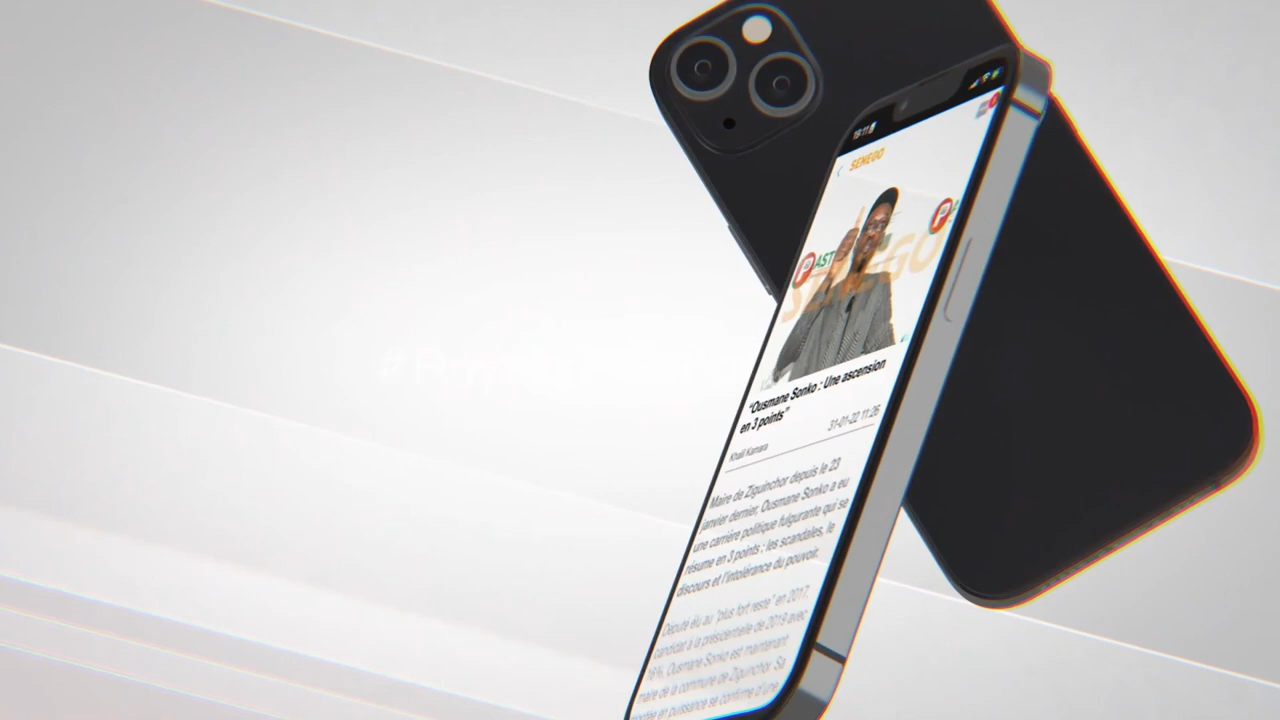 19:11
SENEGO
PAST
P
SENEGO
"Ousmane Sonko : Une ascension
en 3 points"
31-01-22 11:26
Khalil Kamara
Maire de Ziguinchor depuis le 23
janvier dernier, Ousmane Sonko a eu
une carrière politique fulgurante qui se
résume en 3 points : les scandales, le
discours et l'intolérance du pouvoir.
Député élu au "plus fort reste" en 2017,
candidat à la présidentielle de 2019 avec
16%, Ousmane Sonko est maintenant
maire de la commune de Ziguinchor. Sa
montée en puissance se confirme d'une